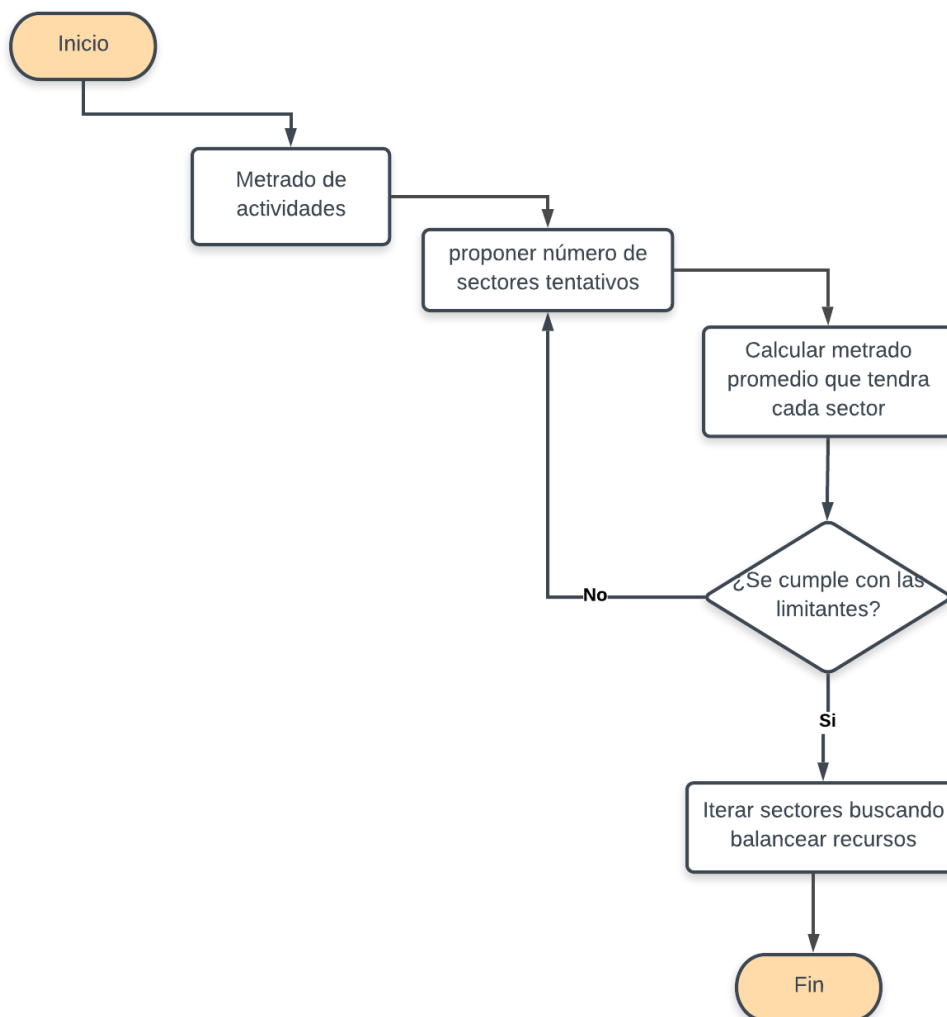 Inicio
Metrado de
actividades
proponer número de
sectores tentativos
Calcular metrado
promedio que tendra
cada sector
¿Se cumple con las
limitantes?
No
Si
Iterar sectores buscando
balancear recursos
Fin